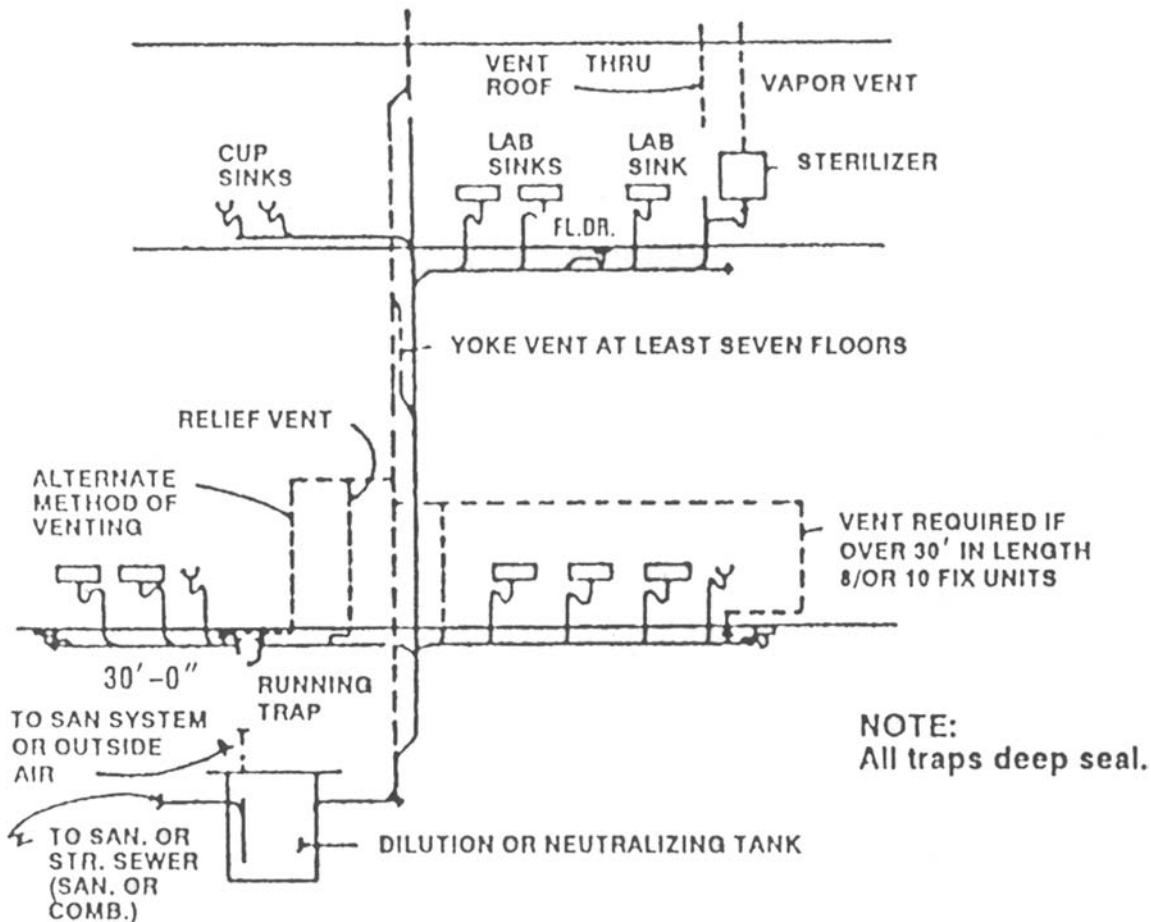 VENT THRU
ROOF
VAPOR VENT
CUP
SINKS
LAB
SINKS
LAB
SINK
STERILIZER
FL.DR.
YOKE VENT AT LEAST SEVEN FLOORS
RELIEF VENT
ALTERNATE
METHOD OF
VENTING
VENT REQUIRED IF
OVER 30' IN LENGTH
8/OR 10 FIX UNITS
30'-0"
RUNNING
TRAP
TO SAN SYSTEM
OR OUTSIDE
AIR
NOTE:
All traps deep seal.
DILUTION OR NEUTRALIZING TANK
TO SAN. OR
STR. SEWER
(SAN. OR
COMB.)